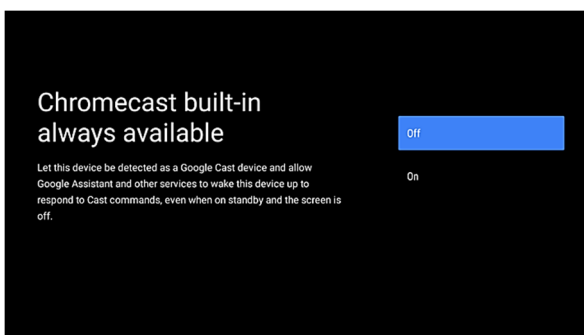 Chromecast built-in
always available
Let this device be detected as a Google Cast device and allow
Google Assistant and other services to wake this device up to
respond to Cast commands, even when on standby and the screen is
off.
Off
On